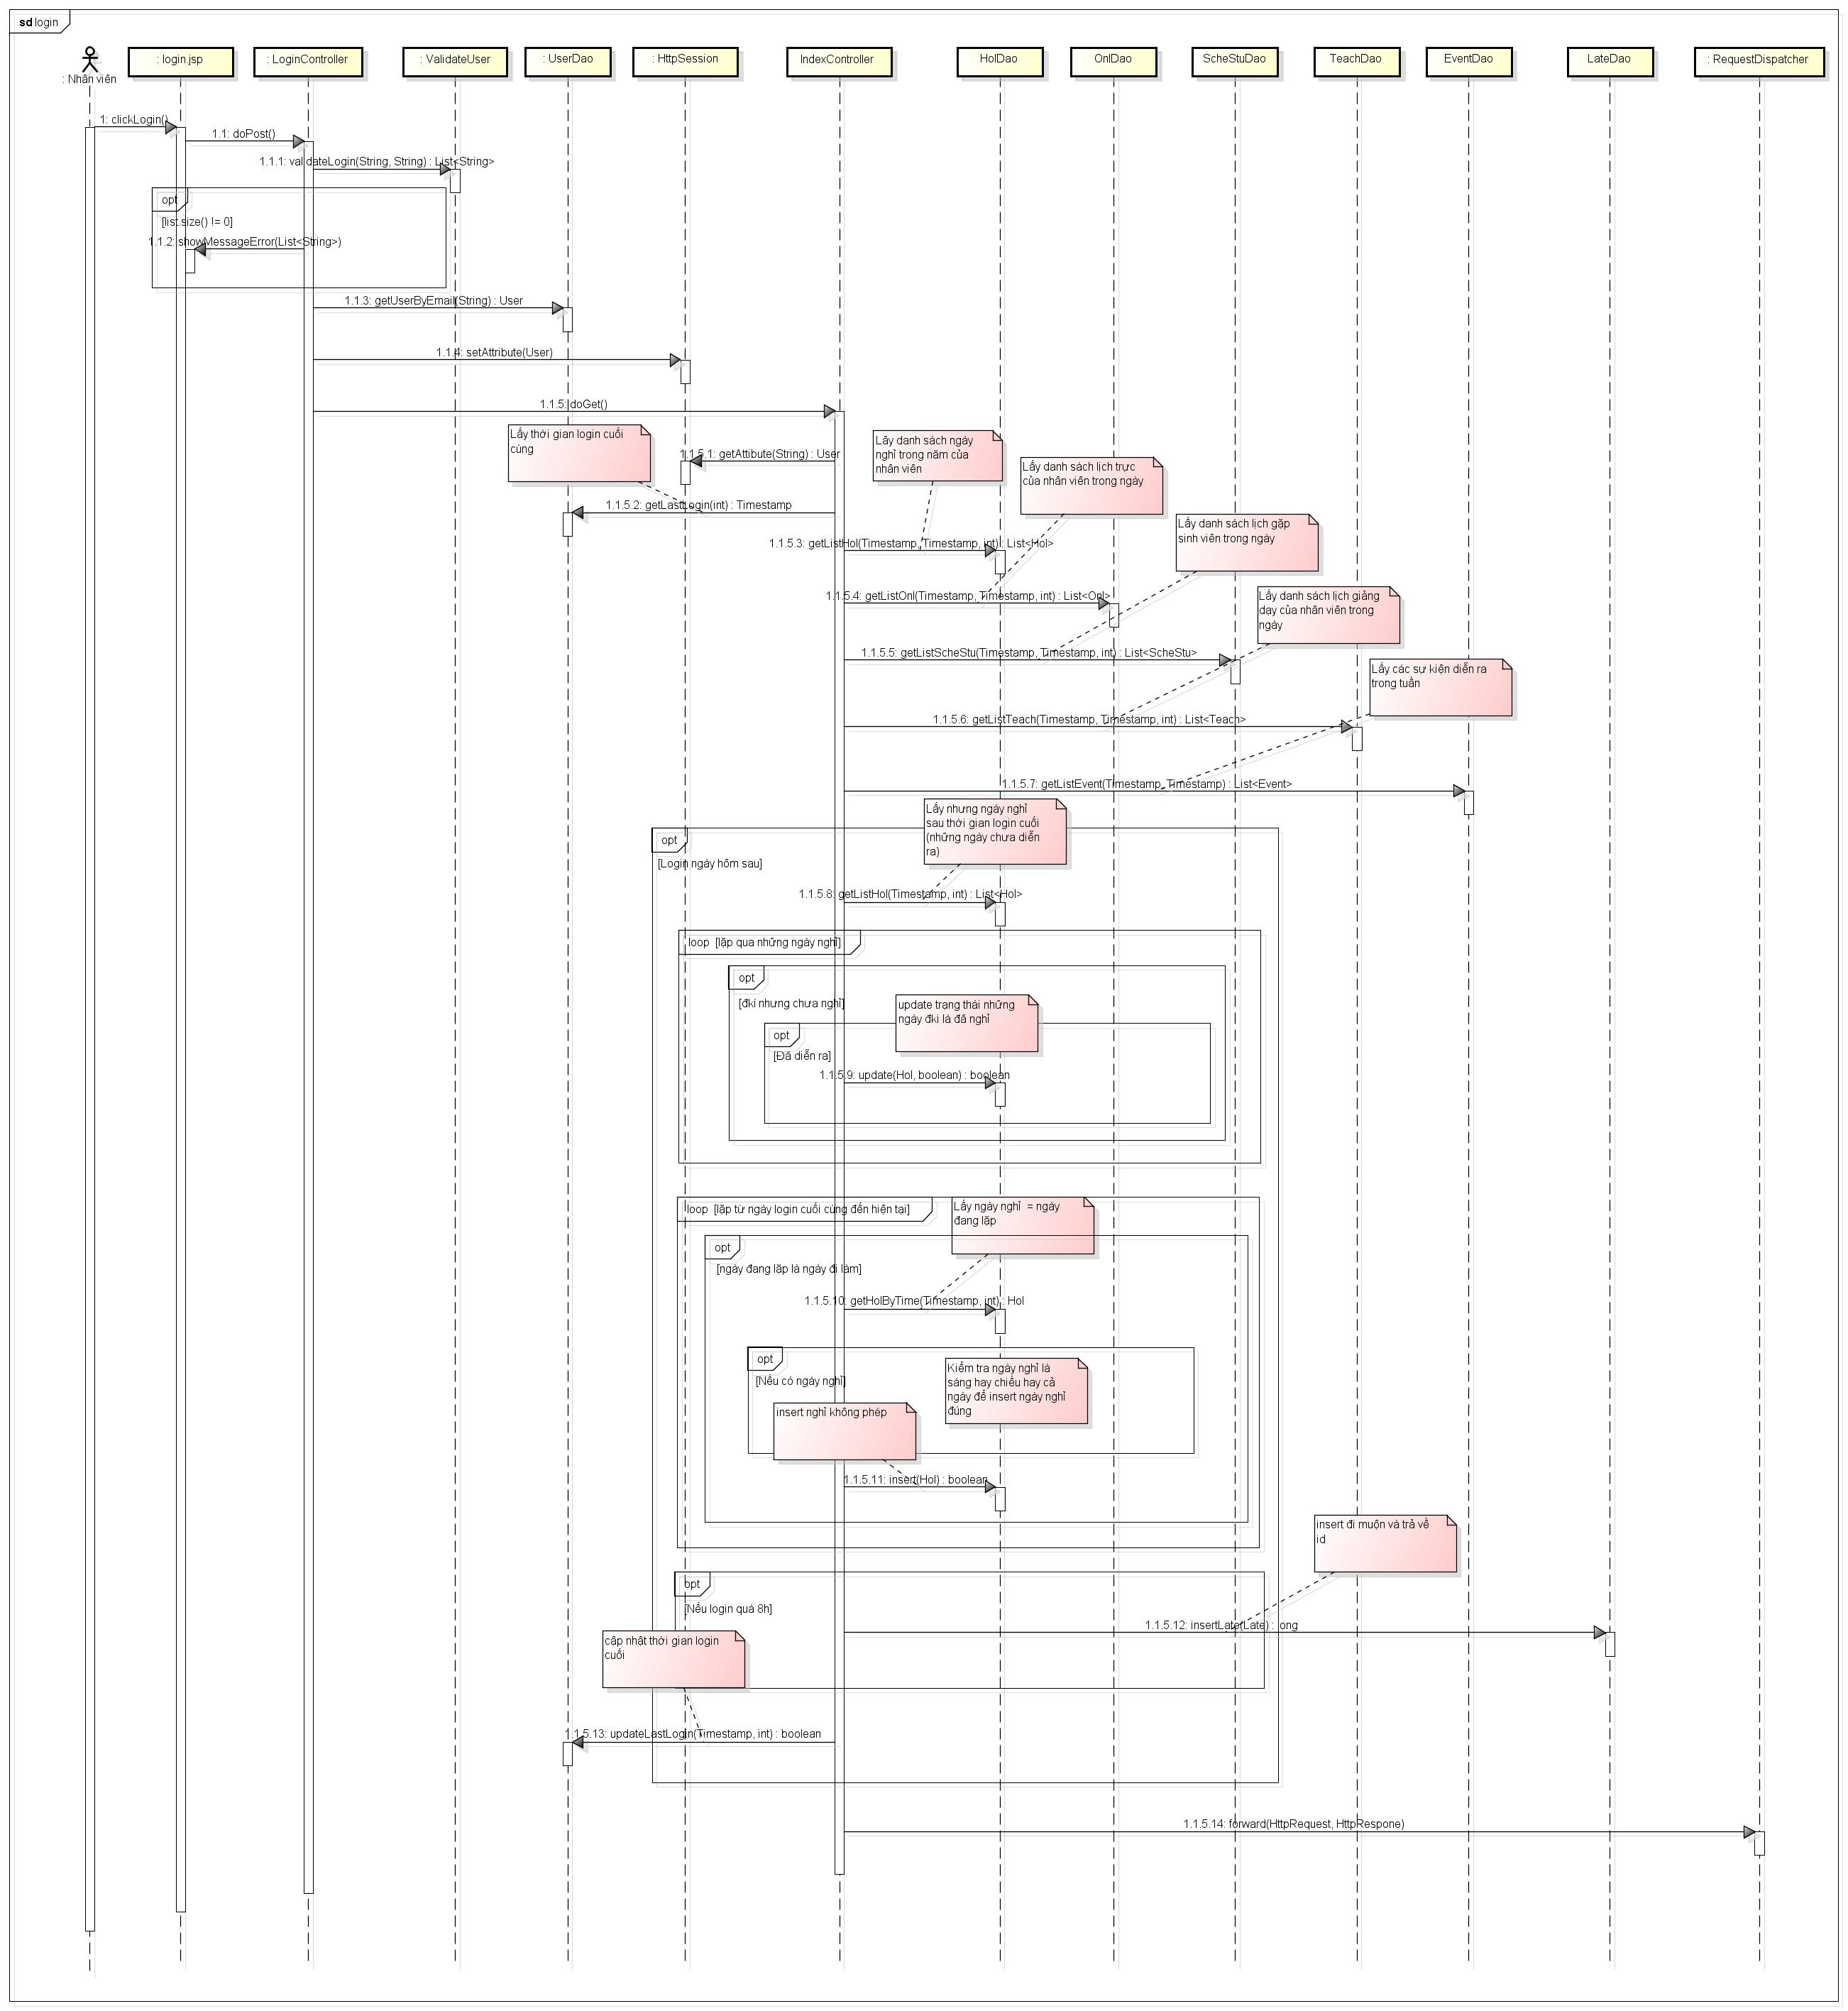 sd login
: Nhân viên
: login.jsp
: LoginController
: ValidateUser
: UserDao
: HttpSession
IndexController
HolDao
OnlDao
ScheStuDao
TeachDao
EventDao
LateDao
: RequestDispatcher
1: clickLogin()
1.1: doPost()
1.1.1: validateLogin(String, String) : List<String>
opt
[list.size() != 0]
1.1.2: showMessageError(List<String>)
1.1.3: getUserByEmail(String) : User
1.1.4: setAttribute(User)
1.1.5: doGet()
Lấy thời gian login cuối
cùng
1.1.5.1: getAttibute(String) : User
Lấy danh sách ngày
nghỉ trong năm của
nhân viên
Lấy danh sách lịch trực
của nhân viên trong ngày
1.1.5.2: getLastLogin(int) : Timestamp
Lấy danh sách lịch gặp
sinh viên trong ngày
1.1.5.3: getListHol(Timestamp, Timestamp, int) : List<Hol>
1.1.5.4: getListOnl(Timestamp, Timestamp, int) : List<Onl>
Lấy danh sách lịch giảng
dạy của nhân viên trong
ngày
1.1.5.5: getListScheStu(Timestamp, Timestamp, int) : List<ScheStu>
Lấy các sự kiện diễn ra
trong tuần
1.1.5.6: getListTeach(Timestamp, Timestamp, int) : List<Teach>
1.1.5.7: getListEvent(Timestamp, Timestamp) : List<Event>
Lấy nhưng ngày nghỉ
sau thời gian login cuối
(những ngày chưa diễn
ra)
opt
[Login ngày hôm sau]
1.1.5.8: getListHol(Timestamp, int) : List<Hol>
loop [lặp qua những ngày nghỉ]
opt
[đkí nhưng chưa nghỉ]
update trạng thái những
ngày đki là đã nghỉ
opt
[Đã diễn ra]
1.1.5.9: update(Hol, boolean) : boolean
loop [lặp từ ngày login cuối cùng đến hiện tại]
Lấy ngày nghỉ = ngày
đang lặp
opt
[ngày đang lặp là ngày đi làm]
1.1.5.10: getHolByTime(Timestamp, int) : Hol
opt
[Nếu có ngày nghỉ]
Kiểm tra ngày nghỉ là
sáng hay chiều hay cả
ngày để insert ngày nghỉ
đúng
insert nghỉ không phép
1.1.5.11: insert(Hol) : boolean
insert đi muộn và trả về
id
opt
[Nếu login quá 8h]
1.1.5.12: insertLate(Late) : long
cập nhật thời gian login
cuối
1.1.5.13: updateLastLogin(Timestamp, int) : boolean
1.1.5.14: forward(HttpRequest, HttpRespone)